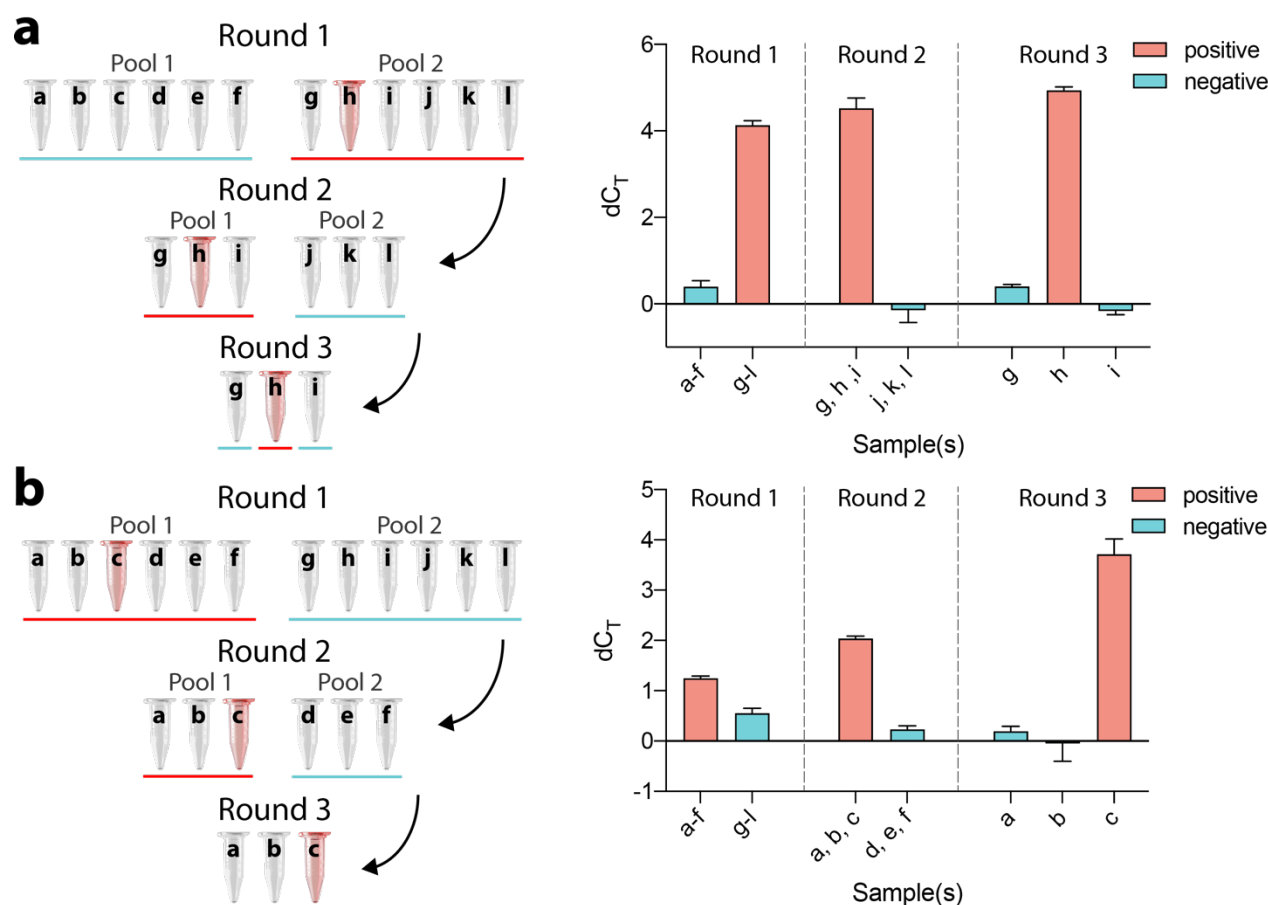 a
Round 1
Pool 1 Pool 2
a b c d e f g h i j k l
Round 2
Pool 1 Pool 2
g h i j k l
Round 3
g h i
6
4
2
0
dCT
Round 1 Round 2 Round 3
positive
negative
a-f g-l g, h ,i j, k, l g h i
Sample(s)
b
Round 1
Pool 1 Pool 2
a b c d e f g h i j k l
Round 2
Pool 1 Pool 2
a b c d e f
Round 3
a b c
5
4
3
2
1
0
-1
dCT
Round 1 Round 2 Round 3
positive
negative
a-f g-l a, b, c d, e, f a b c
Sample(s)